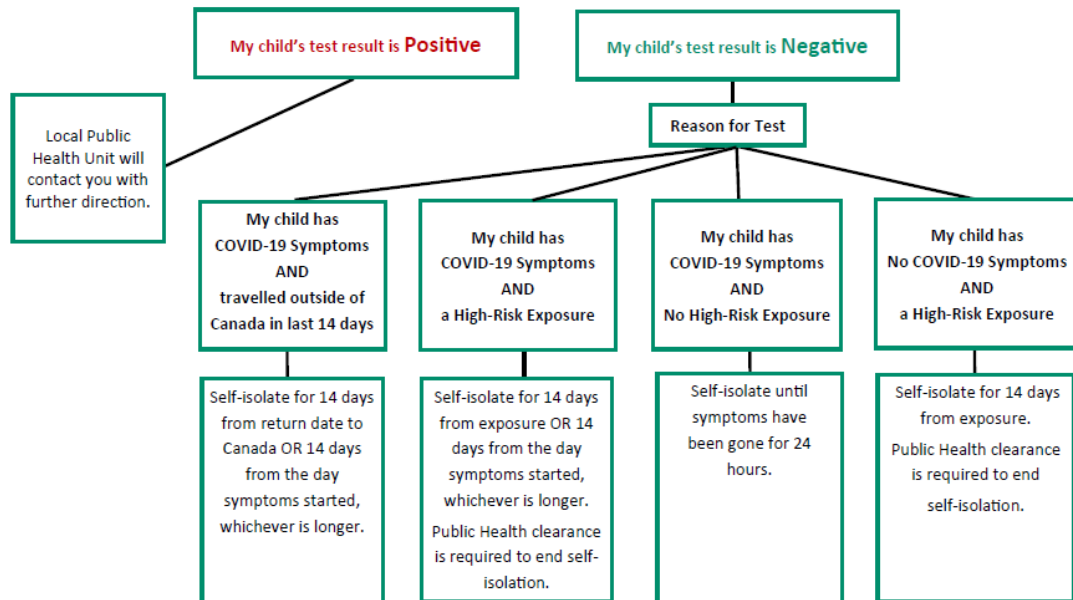 My child's test result is Positive
My child's test result is Negative
Local Public
Health Unit will
contact you with
further direction.
Reason for Test
My child has
COVID-19 Symptoms
AND
travelled outside of
Canada in last 14 days
My child has
COVID-19 Symptoms
AND
a High-Risk Exposure
My child has
COVID-19 Symptoms
AND
No High-Risk Exposure
My child has
No COVID-19 Symptoms
AND
a High-Risk Exposure
Self-isolate for 14 days
from return date to
Canada OR 14 days
from the day
symptoms started,
whichever is longer.
Self-isolate for 14 days
from exposure OR 14
days from the day
symptoms started,
whichever is longer.
Public Health clearance
is required to end self-
isolation.
Self-isolate until
symptoms have
been gone for 24
hours.
Self-isolate for 14 days
from exposure.
Public Health clearance
is required to end
self-isolation.